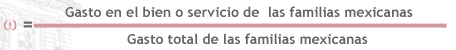 Gasto en el bien o servicio de las familias mexicanas
ω =
Gasto total de las familias mexicanas